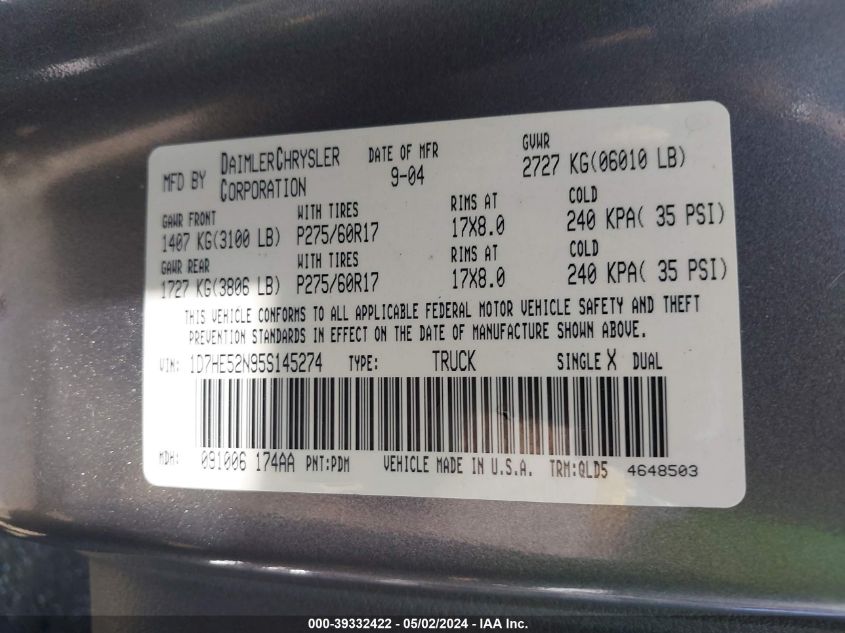 MFD BY DAIMLERCHRYSLER CORPORATION DATE OF MFR 9-04 GVWR 2727 KG(06010 LB)
GAWR FRONT WITH TIRES RIMS AT COLD
1407 KG(3100 LB) P275/60R17 17X8.0 240 KPA( 35 PSI)
GAWR REAR WITH TIRES RIMS AT COLD
1727 KG(3806 LB) P275/60R17 17X8.0 240 KPA( 35 PSI)
THIS VEHICLE CONFORMS TO ALL APPLICABLE FEDERAL MOTOR VEHICLE SAFETY AND THEFT
PREVENTION STANDARDS IN EFFECT ON THE DATE OF MANUFACTURE SHOWN ABOVE.
VIN: 1D7HE52N95S145274 TYPE: TRUCK SINGLE X DUAL
MDH: 091006 174AA PNT:PDM VEHICLE MADE IN U.S.A. TRM:QLD5 4648503
000-39332422 - 05/02/2024 - IAA Inc.